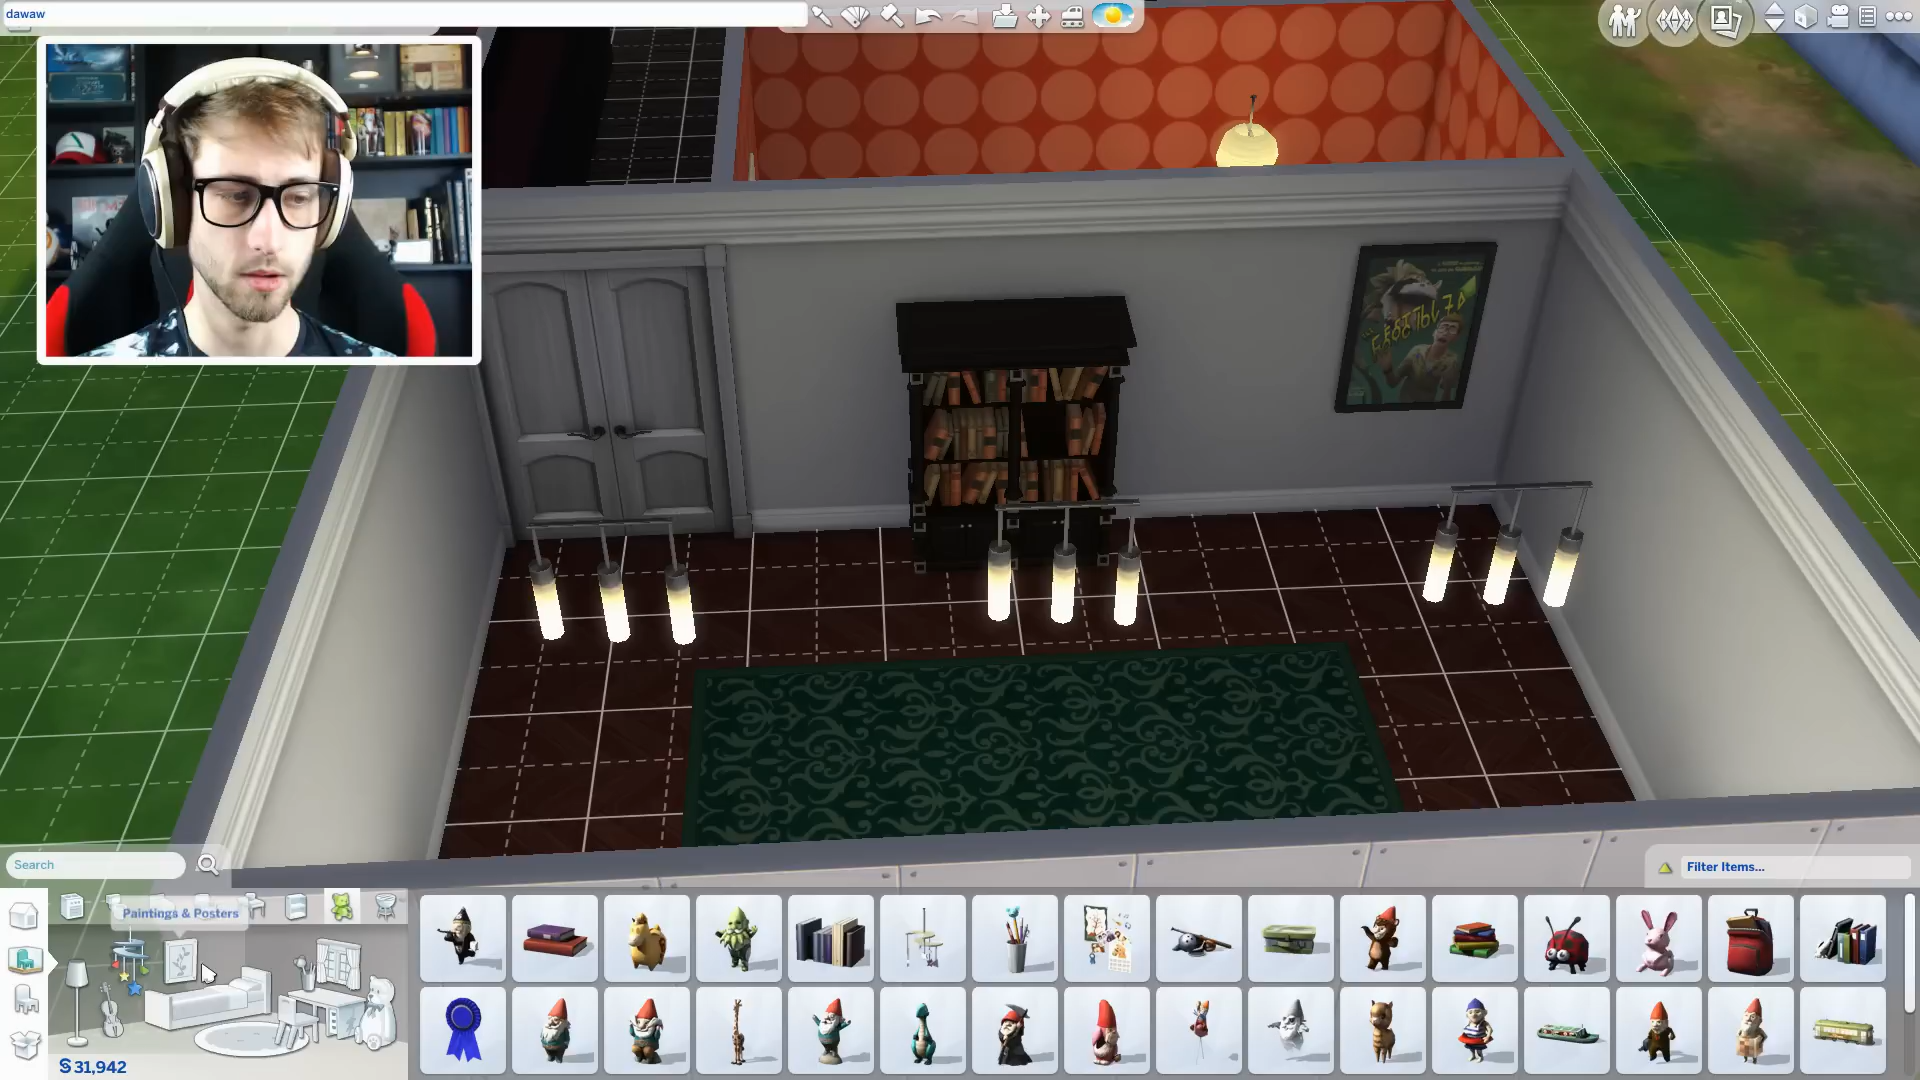 dawaw
Search
Filter Items...
Paintings & Posters
§31,942